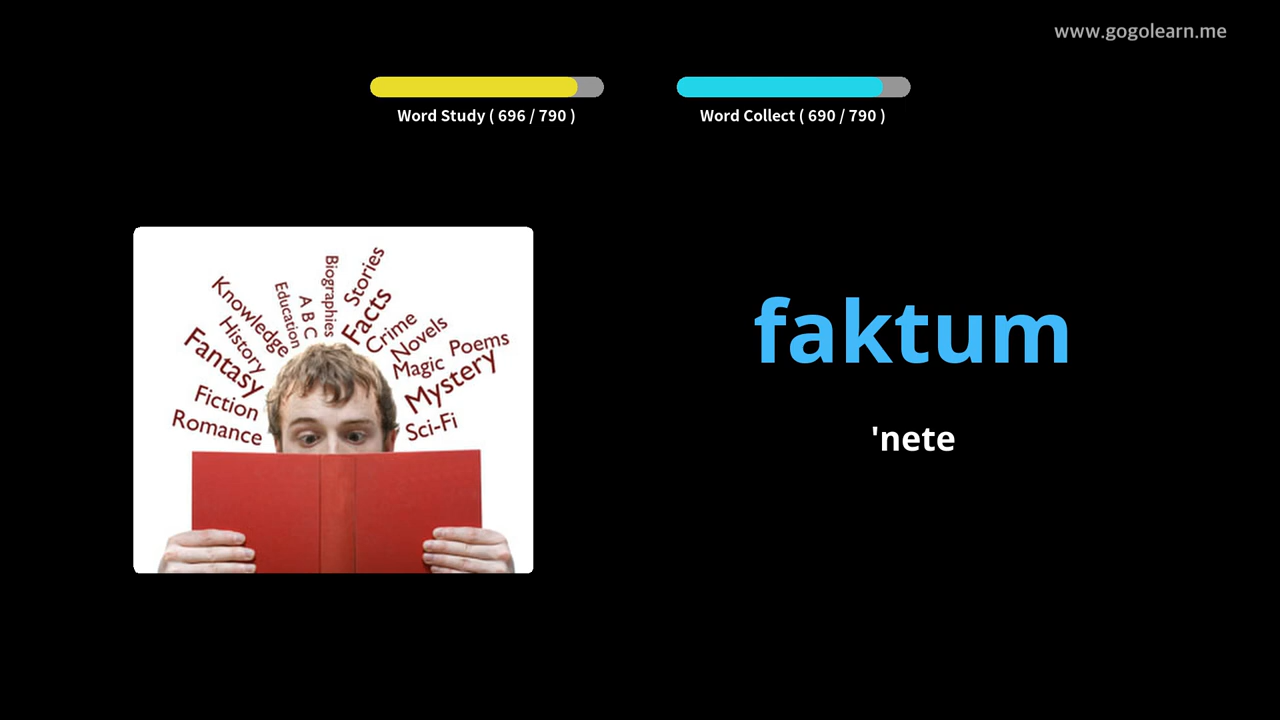 www.gogolearn.me
Word Study ( 696 / 790 )
Word Collect ( 690 / 790 )
Biographies
Stories
Education
A B C
Facts
Knowledge
Crime
History
Novels
Poems
Fantasy
Magic
Mystery
Fiction
Romance
Sci-Fi
faktum
'nete